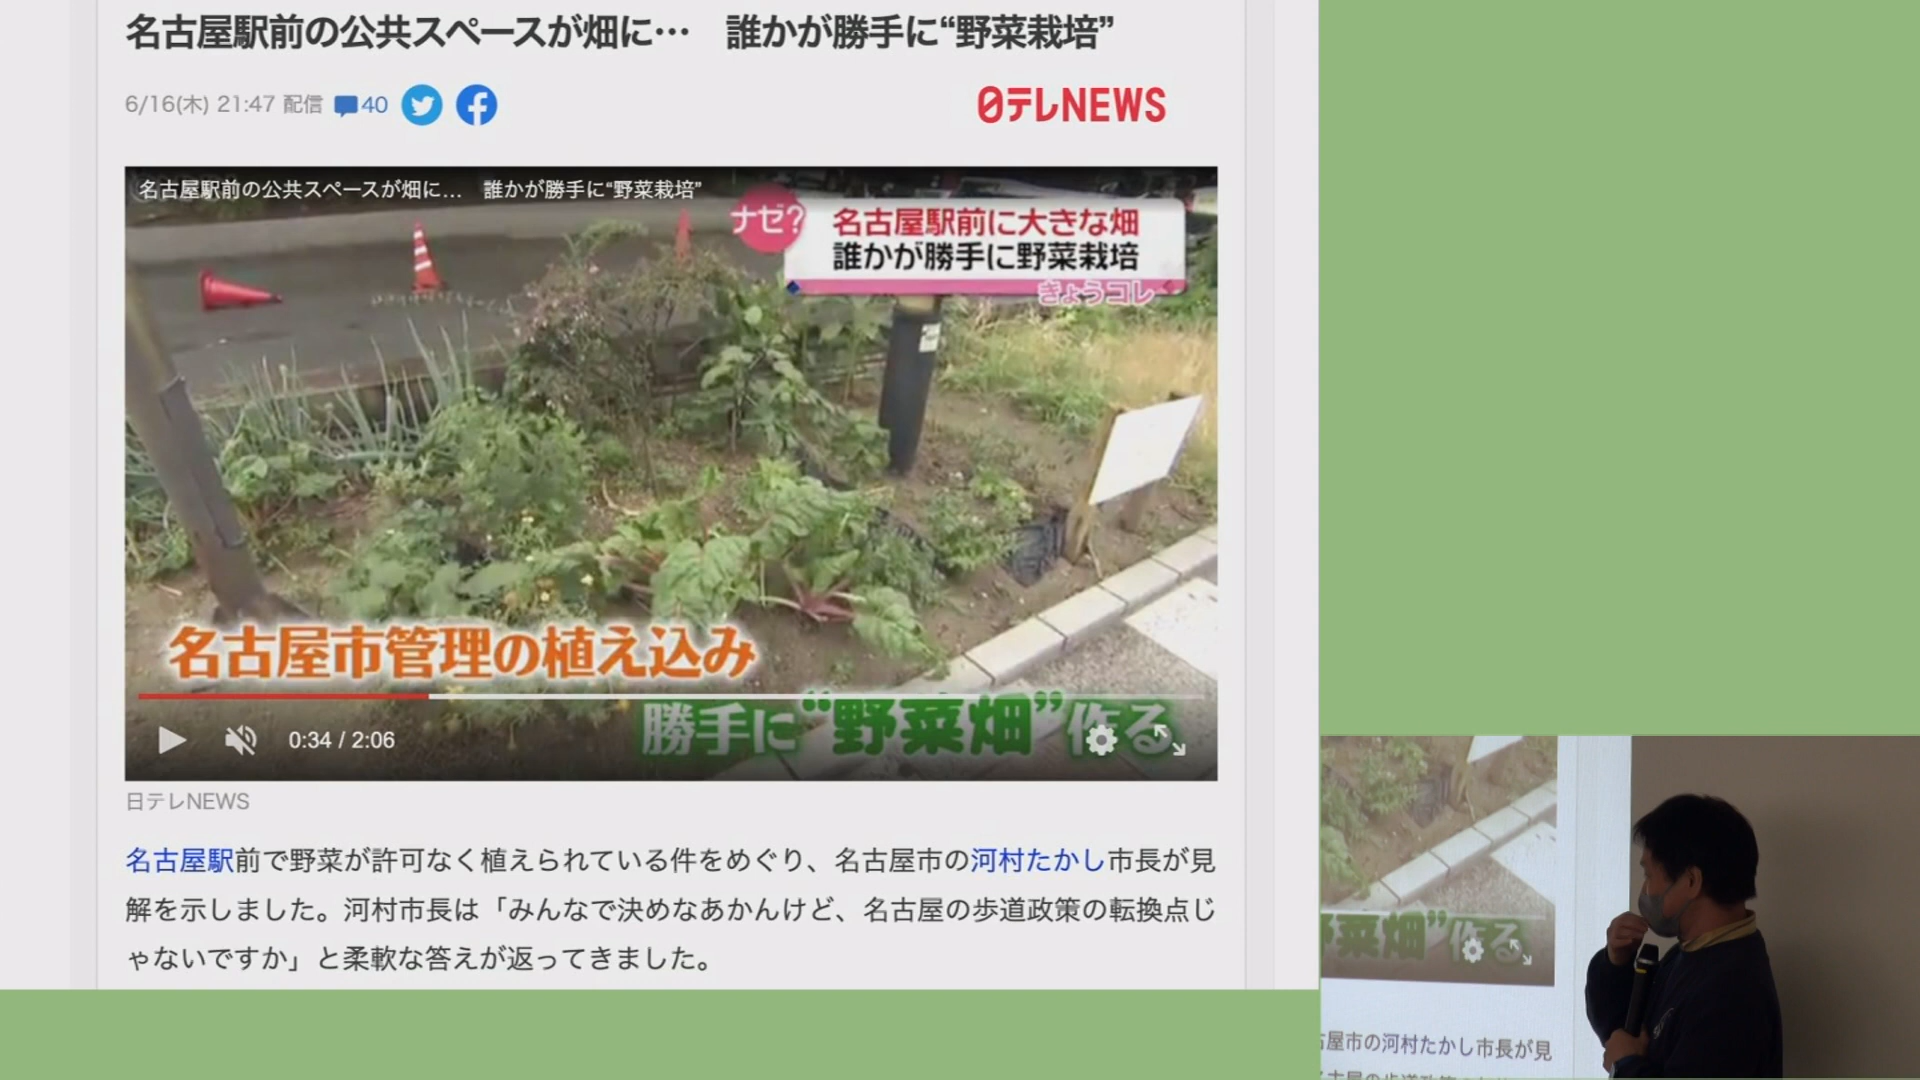 名古屋駅前の公共スペースが畑に…　誰かが勝手に“野菜栽培”
6/16(木) 21:47 配信 40
日テレNEWS
名古屋駅前の公共スペースが畑に…　誰かが勝手に“野菜栽培”
ナゼ?
名古屋駅前に大きな畑
誰かが勝手に野菜栽培
きょうコレ
名古屋市管理の植え込み
勝手に“野菜畑”作る
0:34 / 2:06
日テレNEWS
名古屋駅前で野菜が許可なく植えられている件をめぐり、名古屋市の河村たかし市長が見
解を示しました。河村市長は「みんなで決めなあかんけど、名古屋の歩道政策の転換点じ
ゃないですか」と柔軟な答えが返ってきました。
菜畑”作る
古屋市の河村たかし市長が見